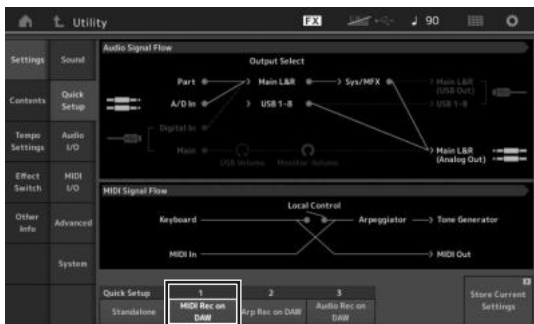 Utility
FX
90
Settings
Sound
Contents
Quick
Setup
Tempo
Settings
Audio
I/O
Effect
Switch
MIDI
I/O
Other
Info
Advanced
System
Audio Signal Flow
Output Select
Part
Main L&R
Sys/MFX
Main L&R
(USB Out)
A/D In
USB 1-8
USB 1-8
Digital In
Main
USB Volume
Monitor Volume
Main L&R
(Analog Out)
MIDI Signal Flow
Local Control
Keyboard
Arpeggiator
Tone Generator
MIDI In
MIDI Out
Quick Setup
1
2
3
Standalone
MIDI Rec on
DAW
Arp Rec on DAW
Audio Rec on
DAW
Store Current
Settings